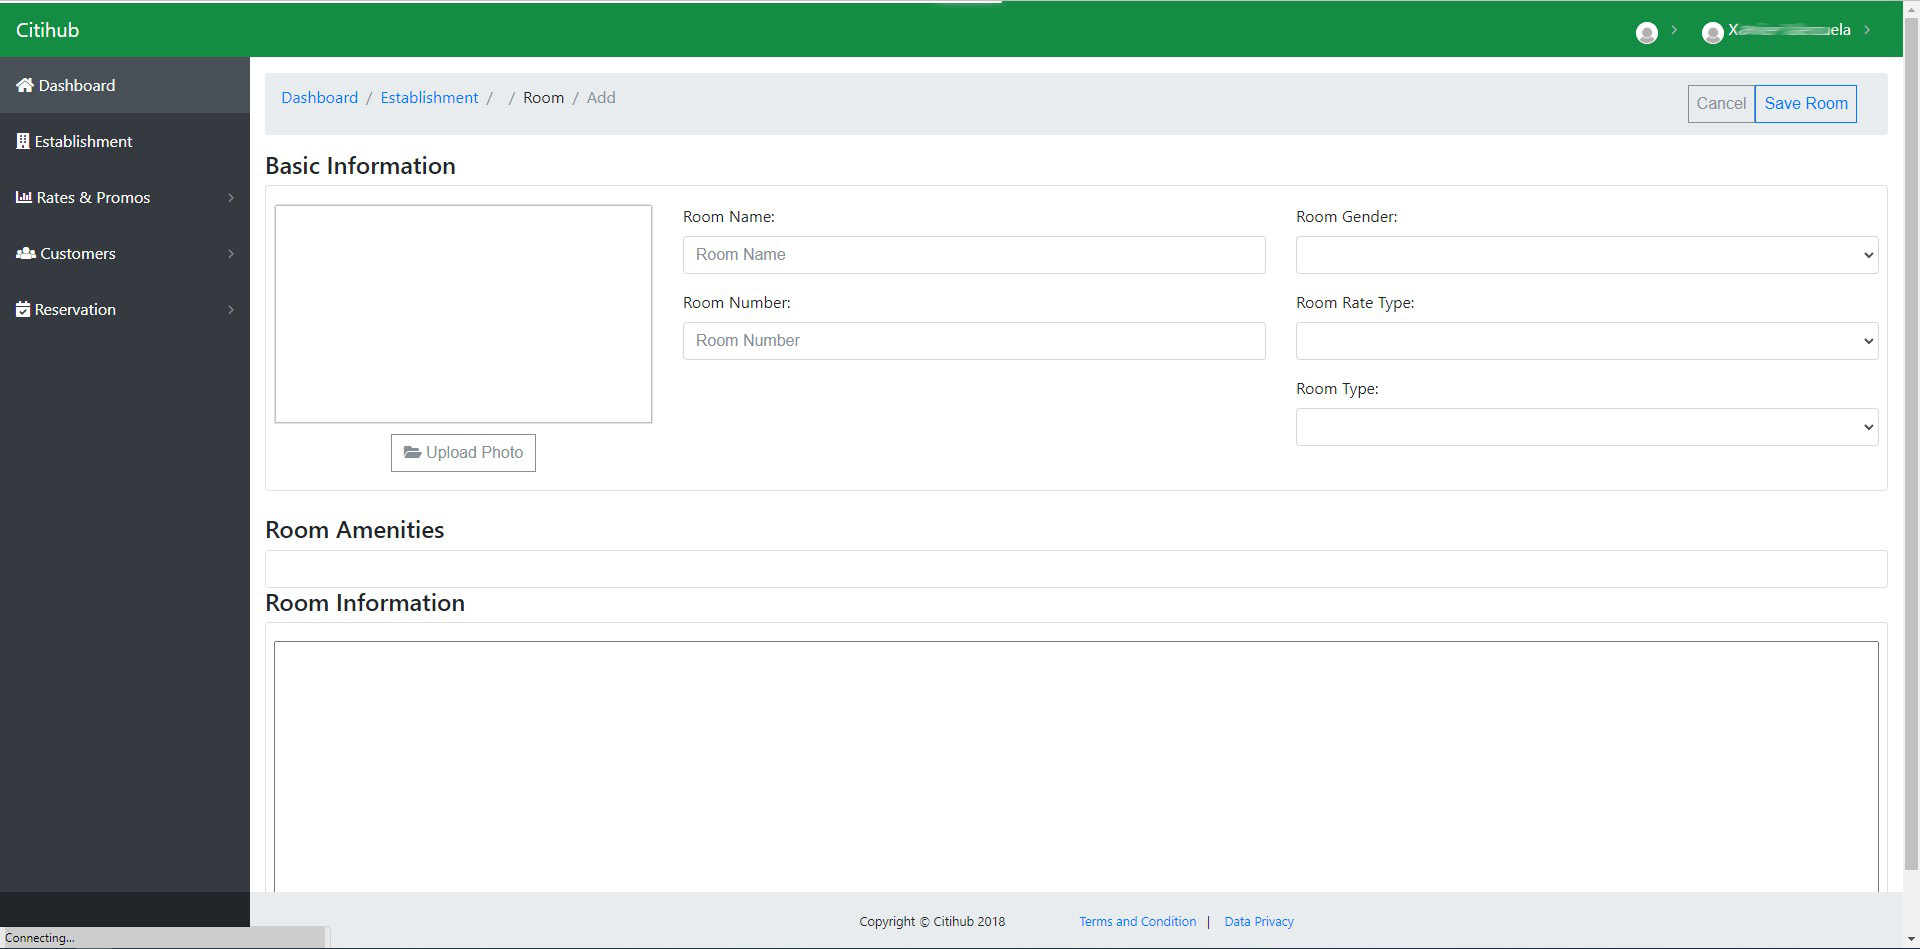 Citihub
Dashboard
Establishment
Rates & Promos
Customers
Reservation
Dashboard / Establishment / / Room / Add
Cancel
Save Room
Basic Information
Upload Photo
Room Name:
Room Name
Room Number:
Room Number
Room Gender:
Room Rate Type:
Room Type:
Room Amenities
Room Information
Copyright © Citihub 2018
Terms and Condition | Data Privacy
Connecting...